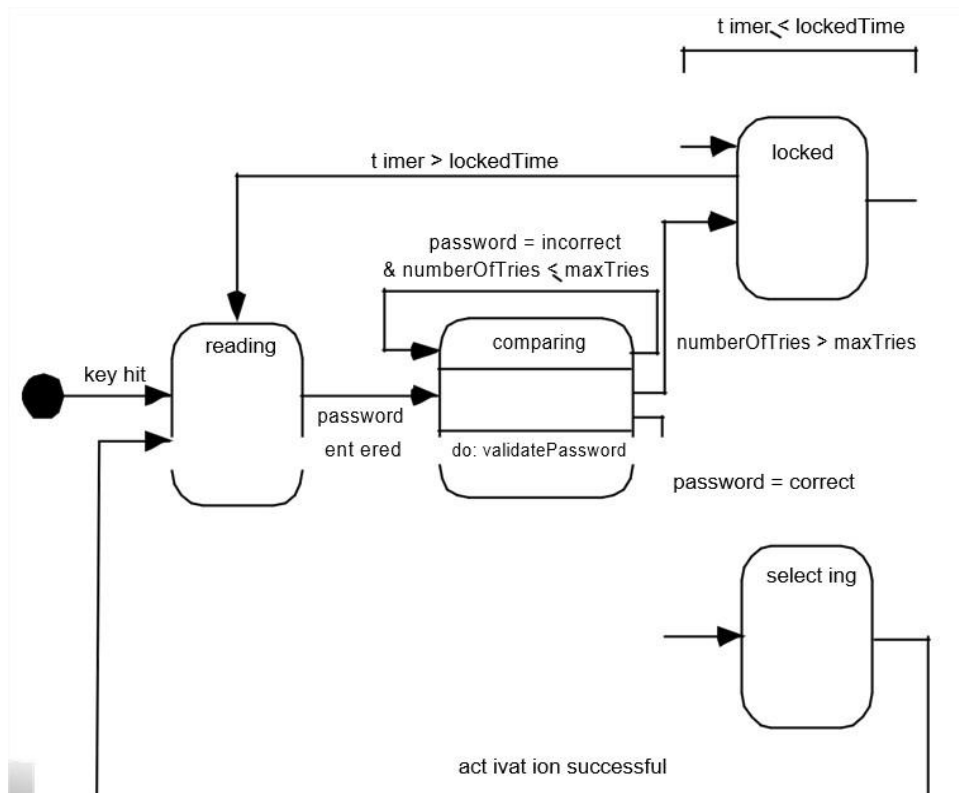 t imer < lockedTime
locked
t imer > lockedTime
password = incorrect
& numberOfTries < maxTries
comparing
numberOfTries > maxTries
reading
key hit
password
ent ered
do: validatePassword
password = correct
select ing
act ivat ion successful